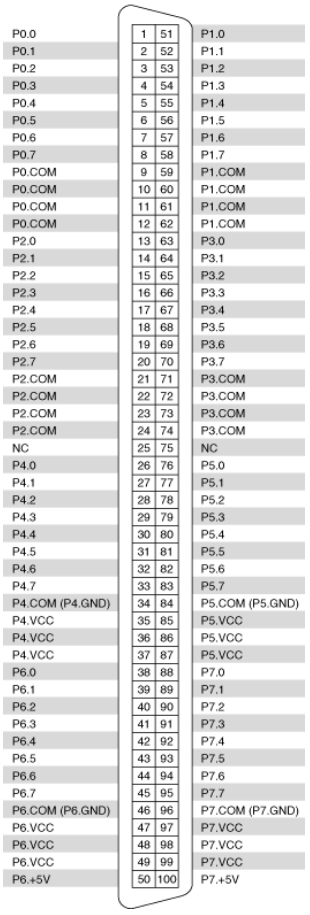 P0.0 1 51 P1.0
P0.1 2 52 P1.1
P0.2 3 53 P1.2
P0.3 4 54 P1.3
P0.4 5 55 P1.4
P0.5 6 56 P1.5
P0.6 7 57 P1.6
P0.7 8 58 P1.7
P0.COM 9 59 P1.COM
P0.COM 10 60 P1.COM
P0.COM 11 61 P1.COM
P0.COM 12 62 P1.COM
P2.0 13 63 P3.0
P2.1 14 64 P3.1
P2.2 15 65 P3.2
P2.3 16 66 P3.3
P2.4 17 67 P3.4
P2.5 18 68 P3.5
P2.6 19 69 P3.6
P2.7 20 70 P3.7
P2.COM 21 71 P3.COM
P2.COM 22 72 P3.COM
P2.COM 23 73 P3.COM
P2.COM 24 74 P3.COM
NC 25 75 NC
P4.0 26 76 P5.0
P4.1 27 77 P5.1
P4.2 28 78 P5.2
P4.3 29 79 P5.3
P4.4 30 80 P5.4
P4.5 31 81 P5.5
P4.6 32 82 P5.6
P4.7 33 83 P5.7
P4.COM (P4.GND) 34 84 P5.COM (P5.GND)
P4.VCC 35 85 P5.VCC
P4.VCC 36 86 P5.VCC
P4.VCC 37 87 P5.VCC
P6.0 38 88 P7.0
P6.1 39 89 P7.1
P6.2 40 90 P7.2
P6.3 41 91 P7.3
P6.4 42 92 P7.4
P6.5 43 93 P7.5
P6.6 44 94 P7.6
P6.7 45 95 P7.7
P6.COM (P6.GND) 46 96 P7.COM (P7.GND)
P6.VCC 47 97 P7.VCC
P6.VCC 48 98 P7.VCC
P6.VCC 49 99 P7.VCC
P6.+5V 50 100 P7.+5V